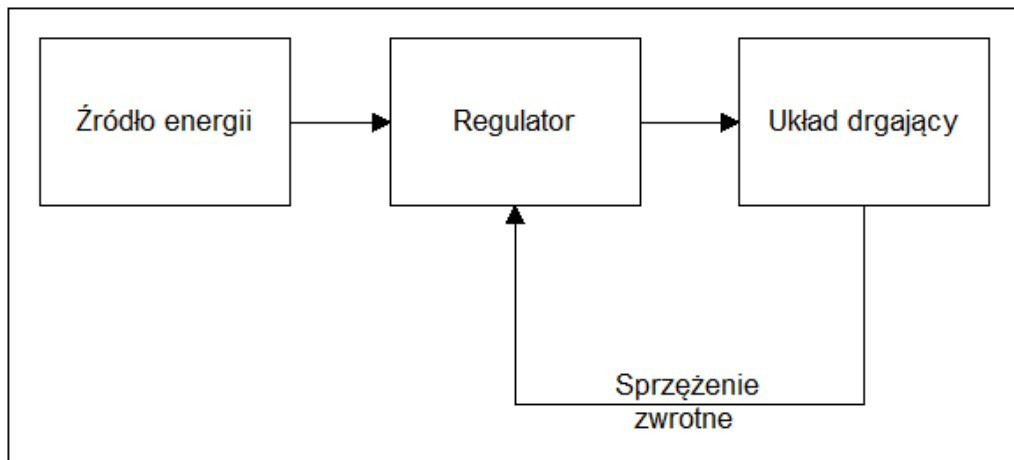 Źródło energii
Regulator
Układ drgający
Sprzężenie
zwrotne